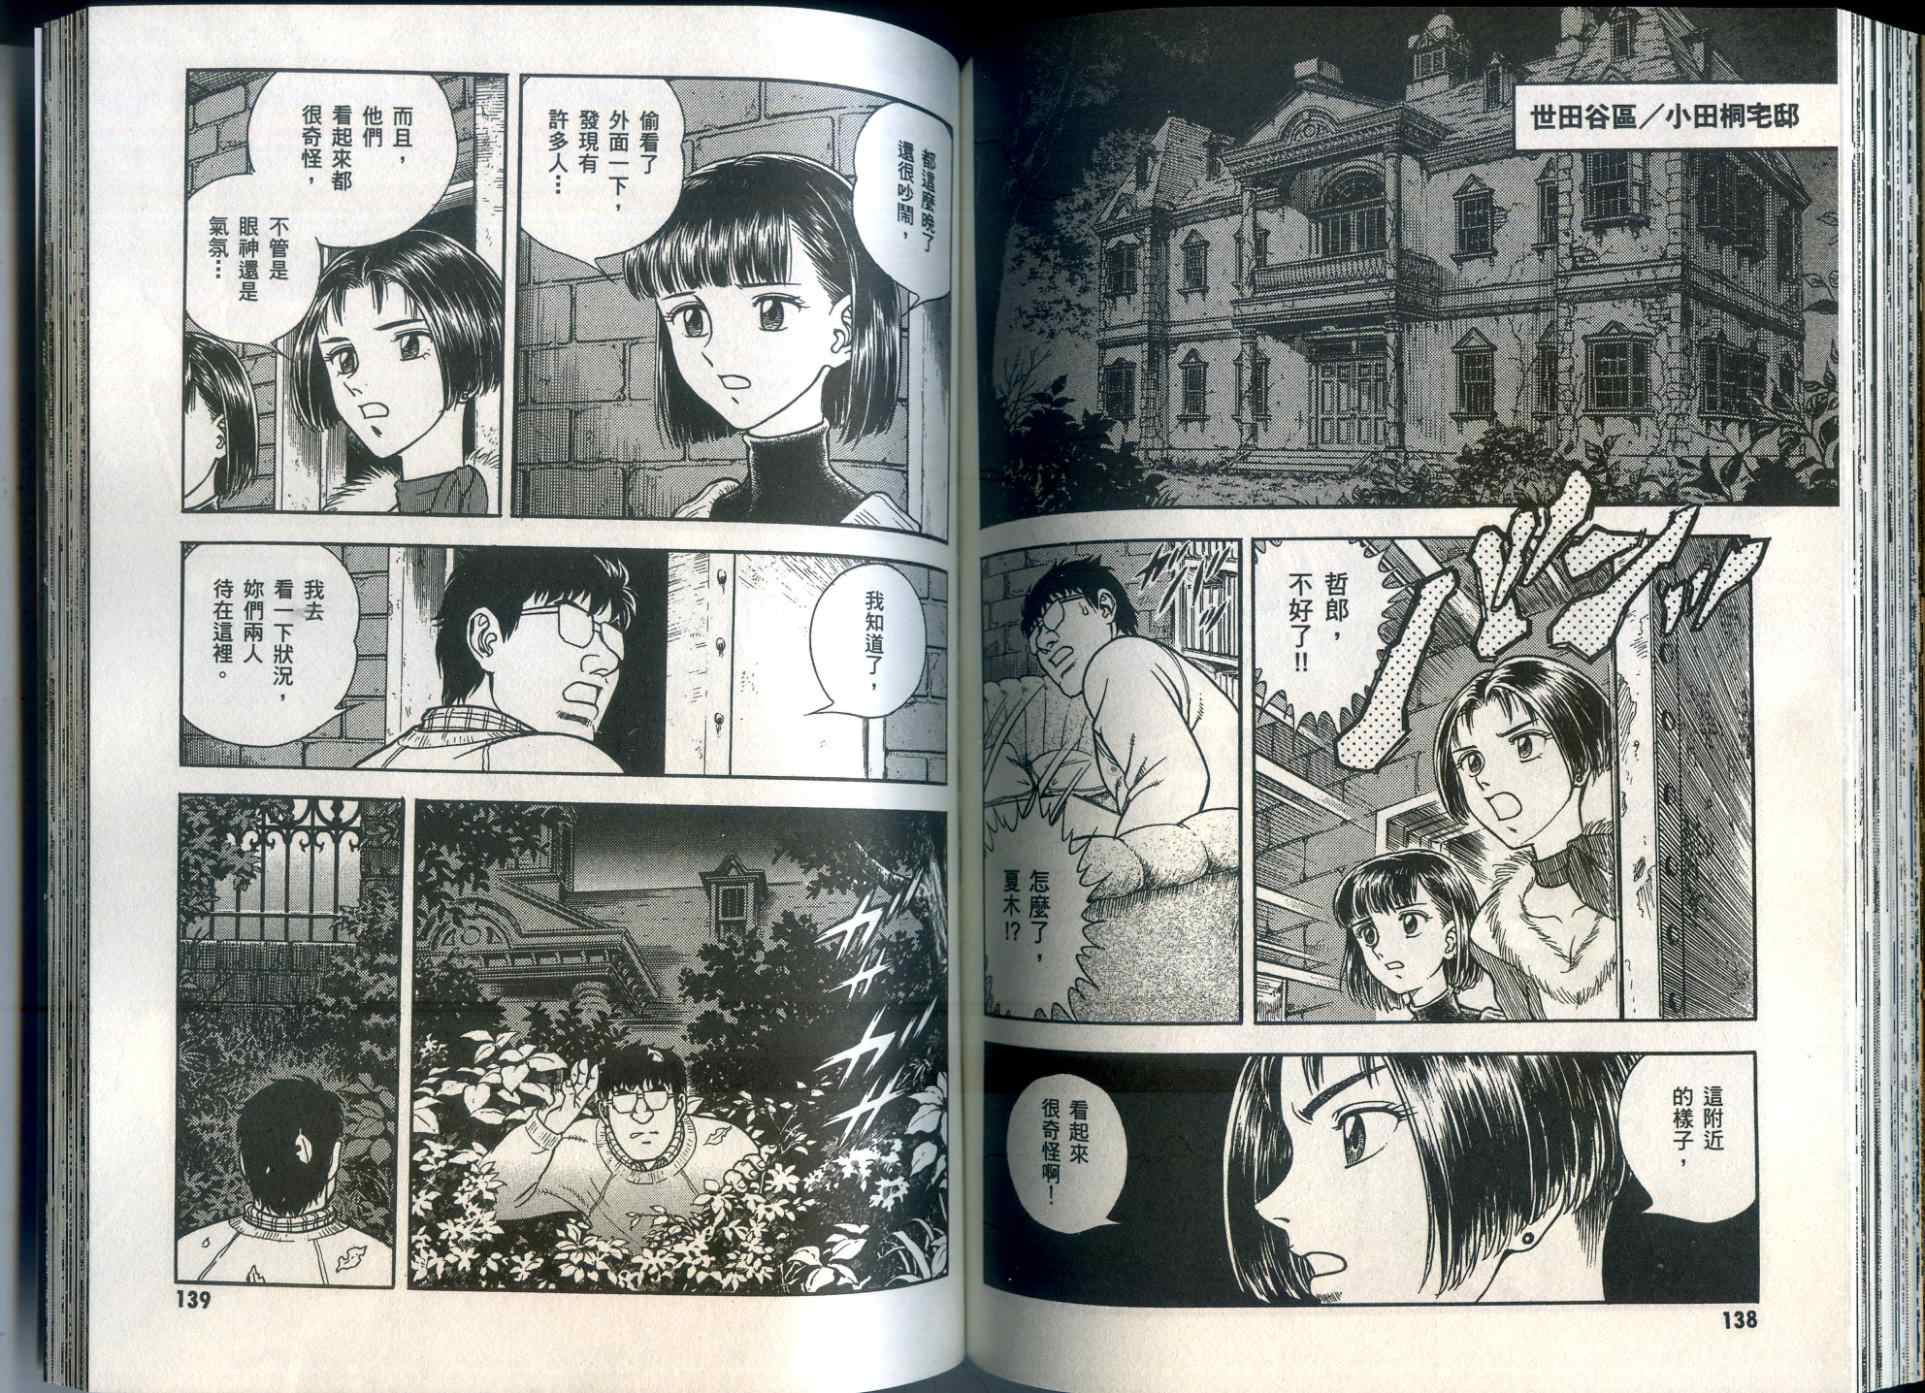 世田谷區／小田桐宅邸
哲郎，
不好了!!
怎麼了，
夏木!?
這附近
的樣子，
看起來
很奇怪啊！
138
都這麼晚了
還很吵鬧，
偷看了
外面一下，
發現有
許多人…
而且，
他們
看起來都
很奇怪，
不管是
眼神還是
氣氛…
我知道了，
我去
看一下狀況，
妳們兩人
待在這裡。
ガサ
ガサ
139